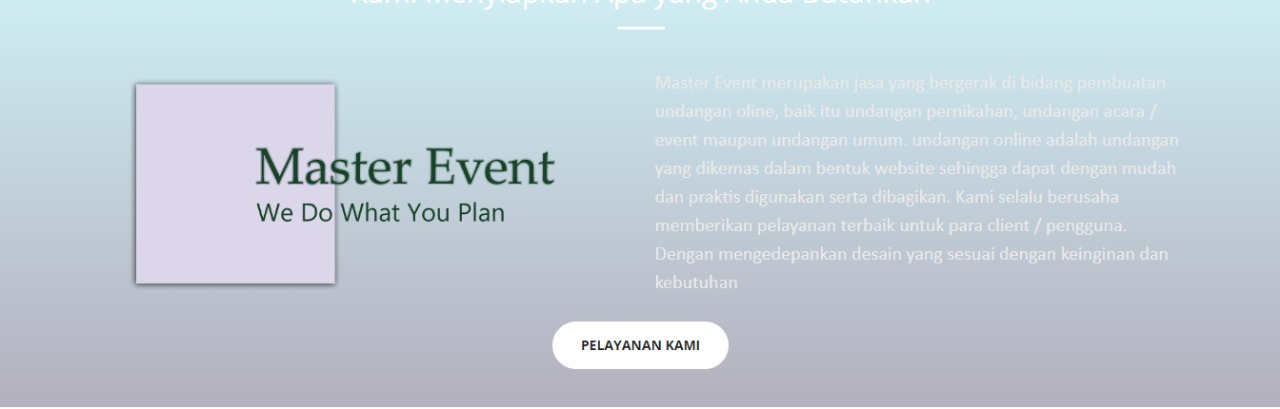 Kami Menyiapkan Apa yang Anda Butuhkan
Master Event
We Do What You Plan
Master Event merupakan jasa yang bergerak di bidang pembuatan
undangan oline, baik itu undangan pernikahan, undangan acara /
event maupun undangan umum. undangan online adalah undangan
yang dikemas dalam bentuk website sehingga dapat dengan mudah
dan praktis digunakan serta dibagikan. Kami selalu berusaha
memberikan pelayanan terbaik untuk para client / pengguna.
Dengan mengedepankan desain yang sesuai dengan keinginan dan
kebutuhan
PELAYANAN KAMI